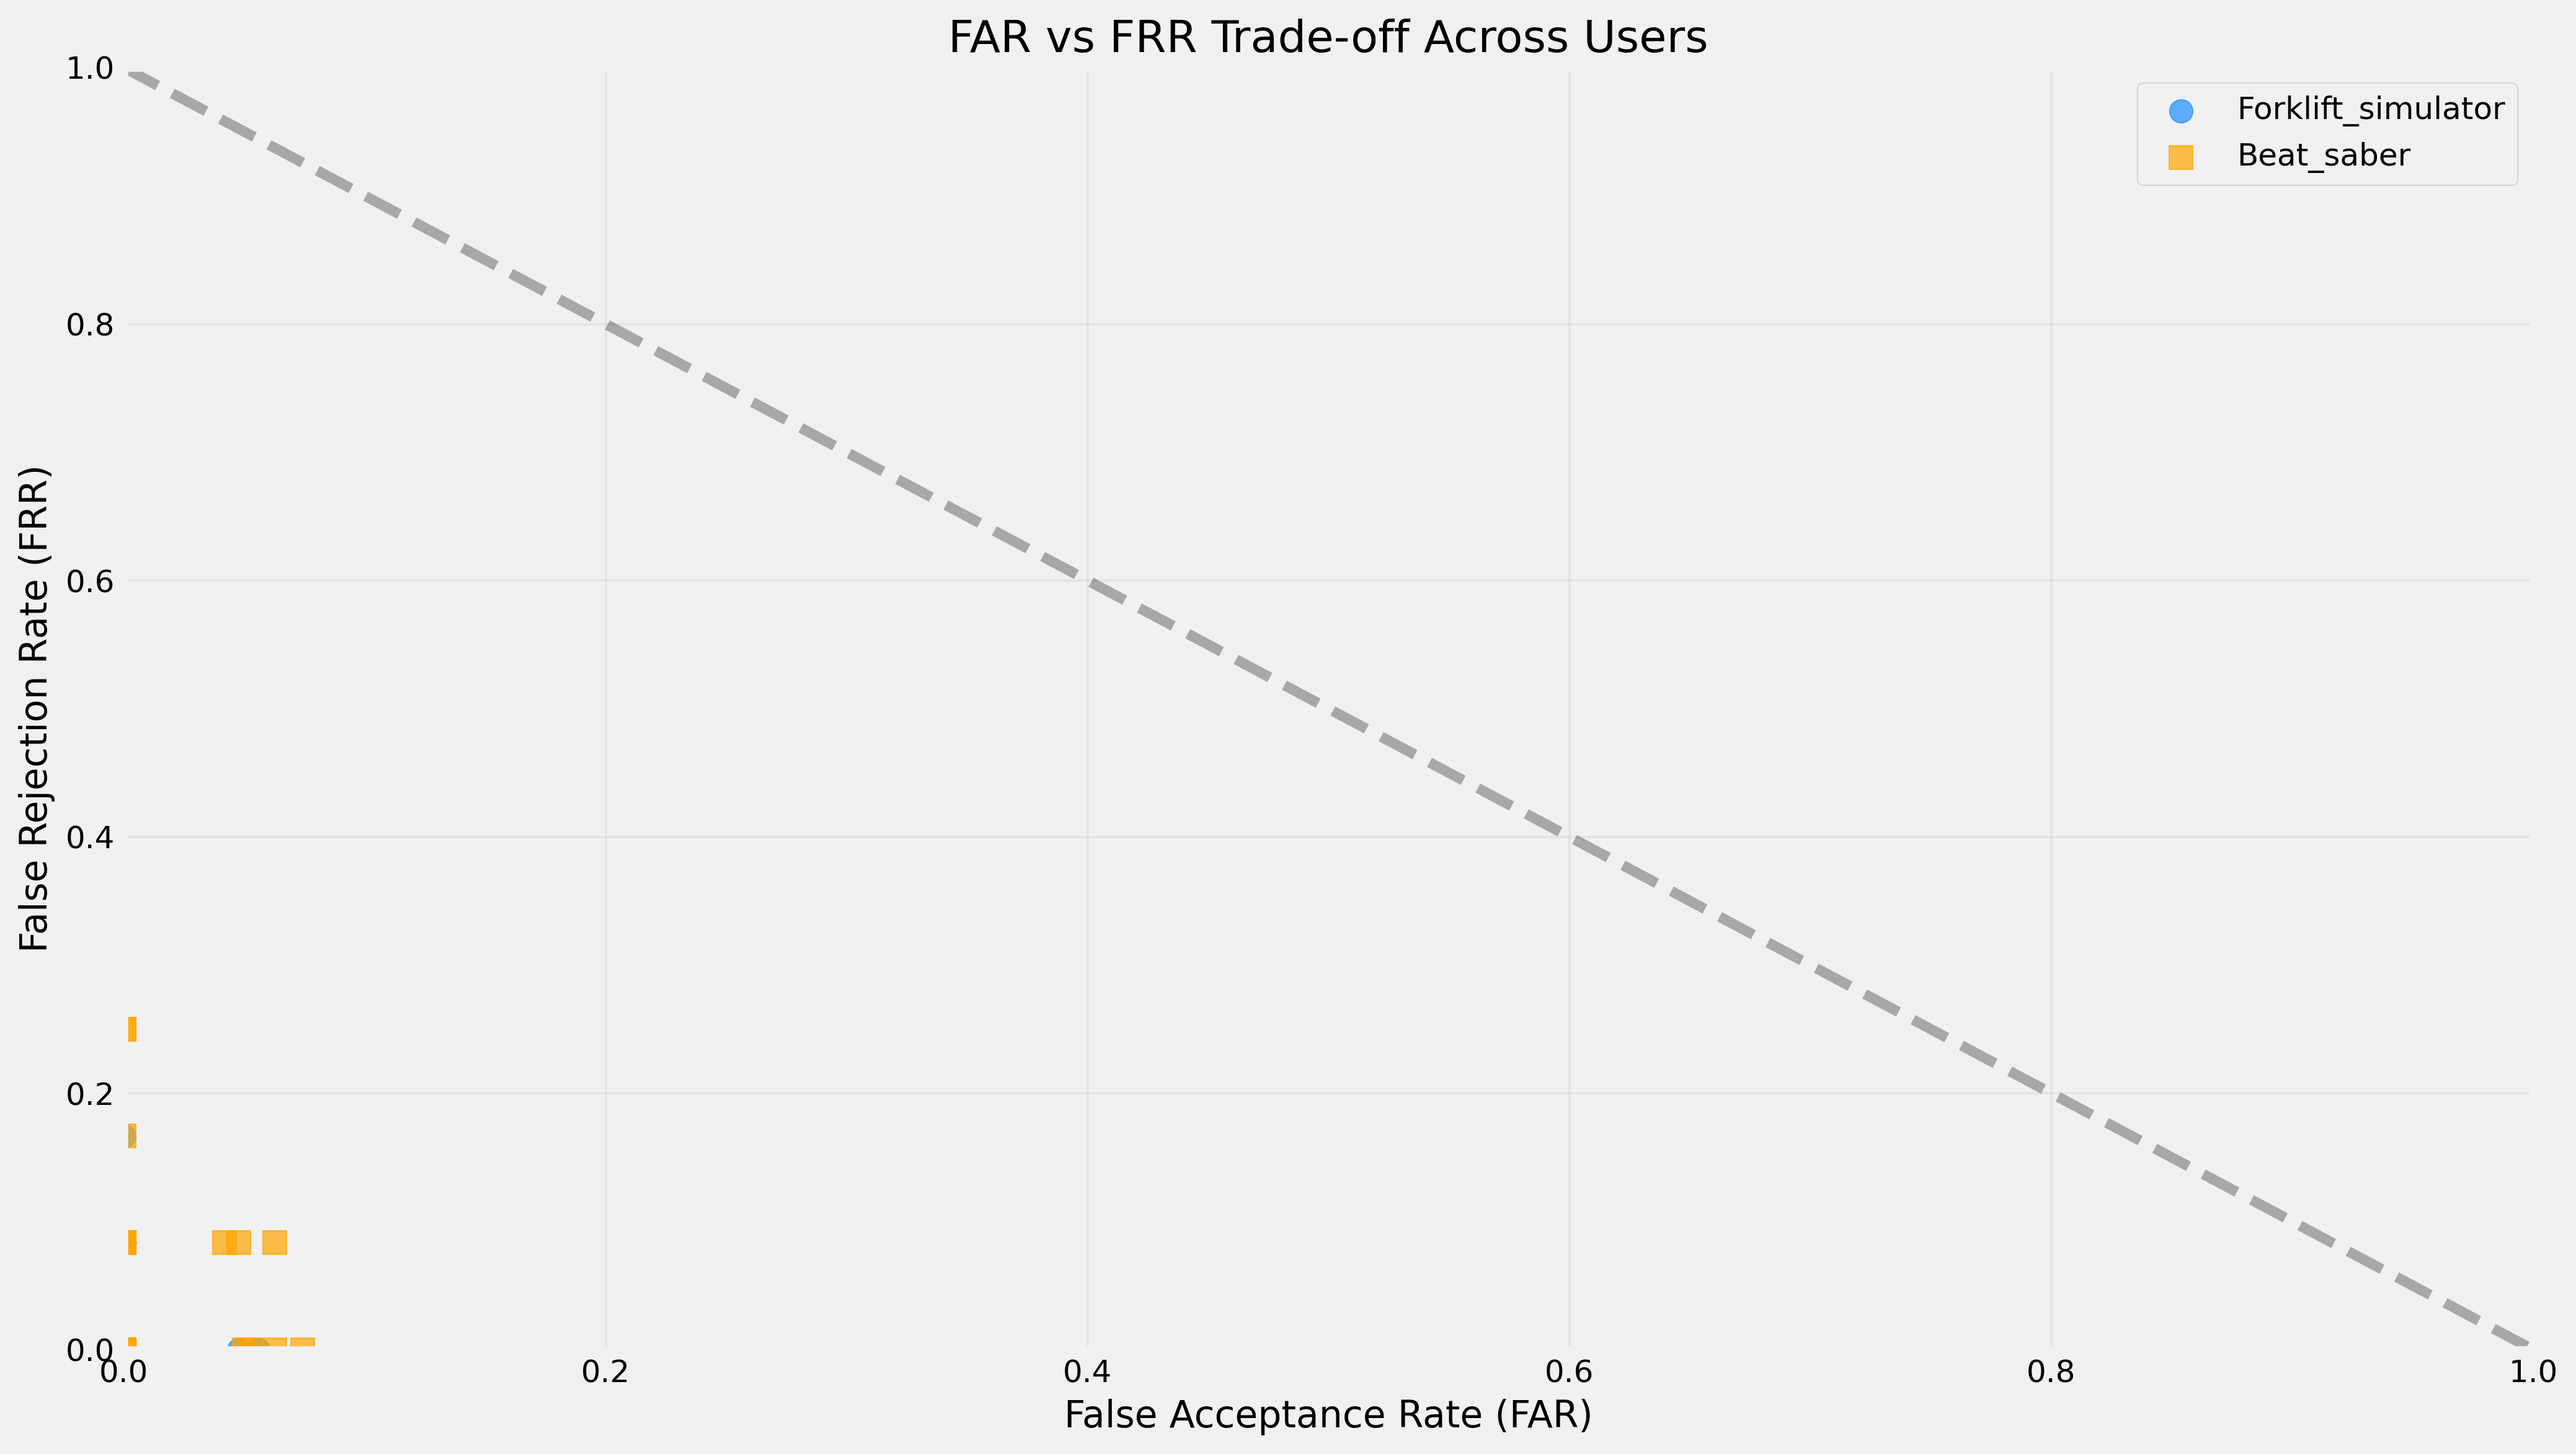 FAR vs FRR Trade-off Across Users
Forklift_simulator
Beat_saber
False Rejection Rate (FRR)
1.0
0.8
0.6
0.4
0.2
0.0
0.0
0.2
0.4
0.6
0.8
1.0
False Acceptance Rate (FAR)